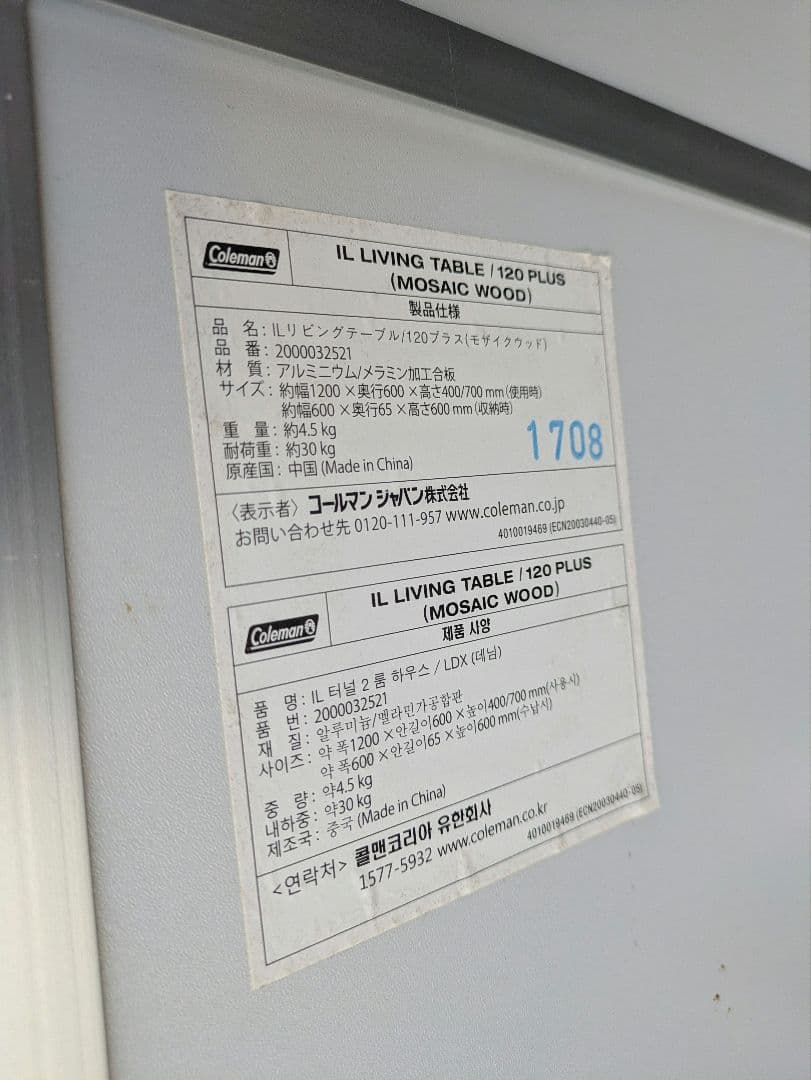 Coleman
IL LIVING TABLE / 120 PLUS
(MOSAIC WOOD)
製品仕様
品 名: ILリビングテーブル/120プラス(モザイクウッド)
品 番: 2000032521
材 質: アルミニウム/メラミン加工合板
サイズ: 約幅1200×奥行600×高さ400/700mm(使用時)
約幅600×奥行65×高さ600mm(収納時)
重 量: 約4.5kg
耐荷重: 約30kg
原産国: 中国(Made in China)
1708
〈表示者〉コールマン ジャパン株式会社
お問い合わせ先 0120-111-957 www.coleman.co.jp
4010019469 (ECN20030440-05)
Coleman
IL LIVING TABLE / 120 PLUS
(MOSAIC WOOD)
제품 사양
품 명: IL 터널 2 룸 하우스 / LDX (데님)
품 번: 2000032521
재 질: 알루미늄/멜라민가공합판
사이즈: 약 폭1200×안길이600×높이400/700mm(사용시)
약 폭600×안길이65×높이600mm(수납시)
중 량: 약4.5kg
내하중: 약30kg
제조국: 중국(Made in China)
<연락처> 콜맨코리아 유한회사
1577-5932 www.coleman.co.kr
4010019469 (ECN20030440-05)